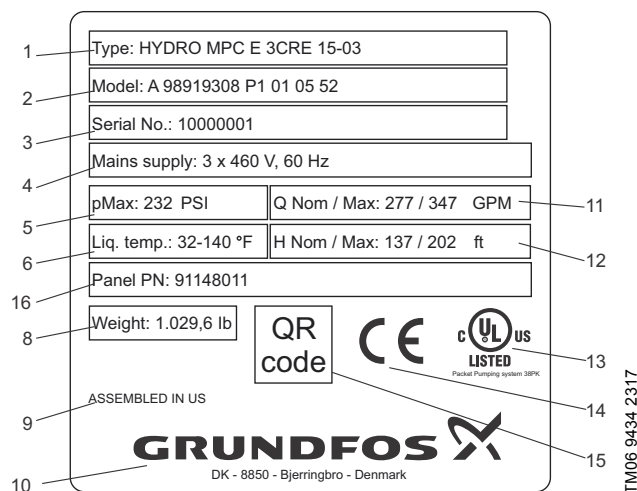 1 Type: HYDRO MPC E 3CRE 15-03
2 Model: A 98919308 P1 01 05 52
3 Serial No.: 10000001
4 Mains supply: 3 x 460 V, 60 Hz
5 pMax: 232 PSI Q Nom / Max: 277 / 347 GPM 11
6 Liq. temp.: 32-140 °F H Nom / Max: 137 / 202 ft 12
16 Panel PN: 91148011
8 Weight: 1.029,6 lb
QR
code
CE 14
C UL US
LISTED 13
Packet Pumping system 38PK
9 ASSEMBLED IN US
15
GRUNDFOS
10 DK - 8850 - Bjerringbro - Denmark
TM06 9434 2317